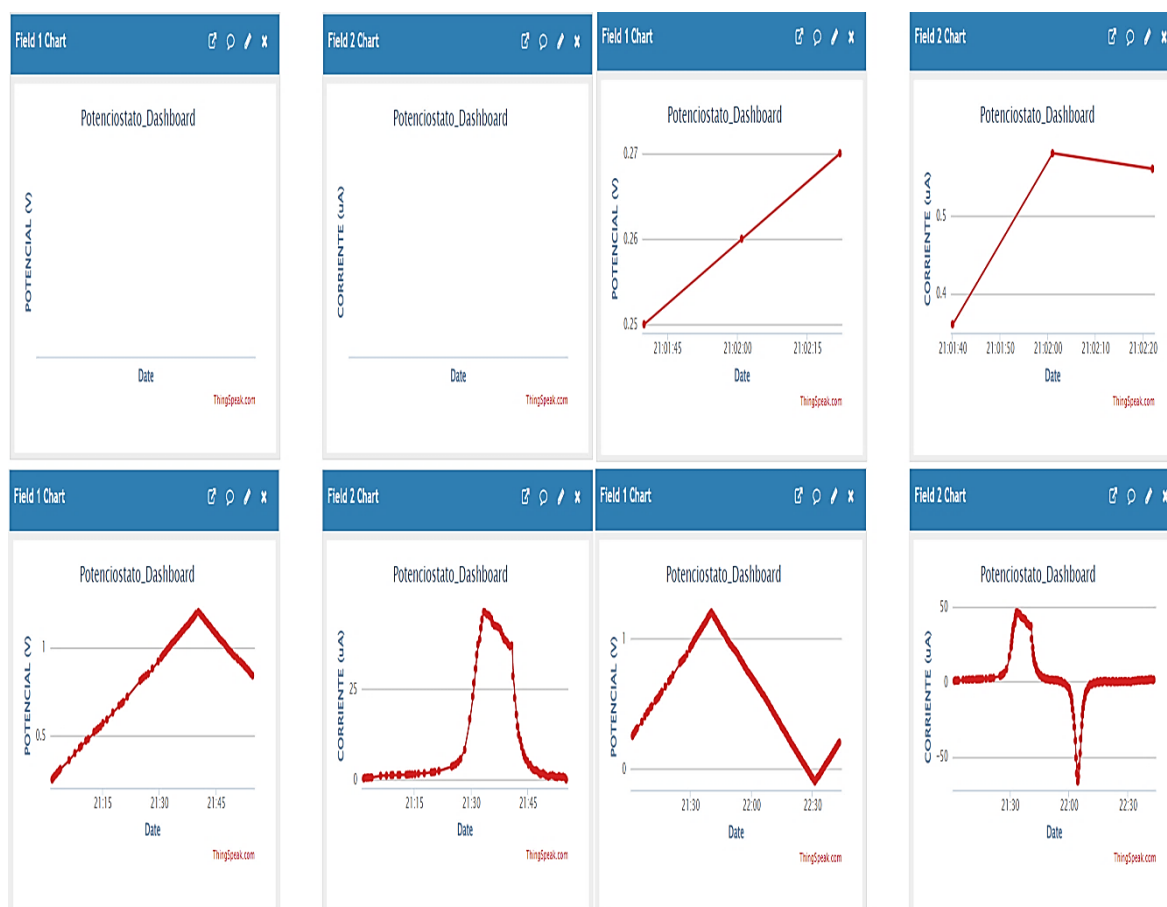 Field 1 Chart
Potenciostato_Dashboard
POTENCIAL (V)
Date
ThingSpeak.com
Field 2 Chart
Potenciostato_Dashboard
CORRIENTE (uA)
Date
ThingSpeak.com
Field 1 Chart
Potenciostato_Dashboard
POTENCIAL (V)
0.27
0.26
0.25
21:01:45 21:02:00 21:02:15
Date
ThingSpeak.com
Field 2 Chart
Potenciostato_Dashboard
CORRIENTE (uA)
0.5
0.4
21:01:40 21:01:50 21:02:00 21:02:10 21:02:20
Date
ThingSpeak.com
Field 1 Chart
Potenciostato_Dashboard
POTENCIAL (V)
1
0.5
21:15 21:30 21:45
Date
ThingSpeak.com
Field 2 Chart
Potenciostato_Dashboard
CORRIENTE (uA)
25
0
21:15 21:30 21:45
Date
ThingSpeak.com
Field 1 Chart
Potenciostato_Dashboard
POTENCIAL (V)
1
0
21:30 22:00 22:30
Date
ThingSpeak.com
Field 2 Chart
Potenciostato_Dashboard
CORRIENTE (uA)
50
0
-50
21:30 22:00 22:30
Date
ThingSpeak.com